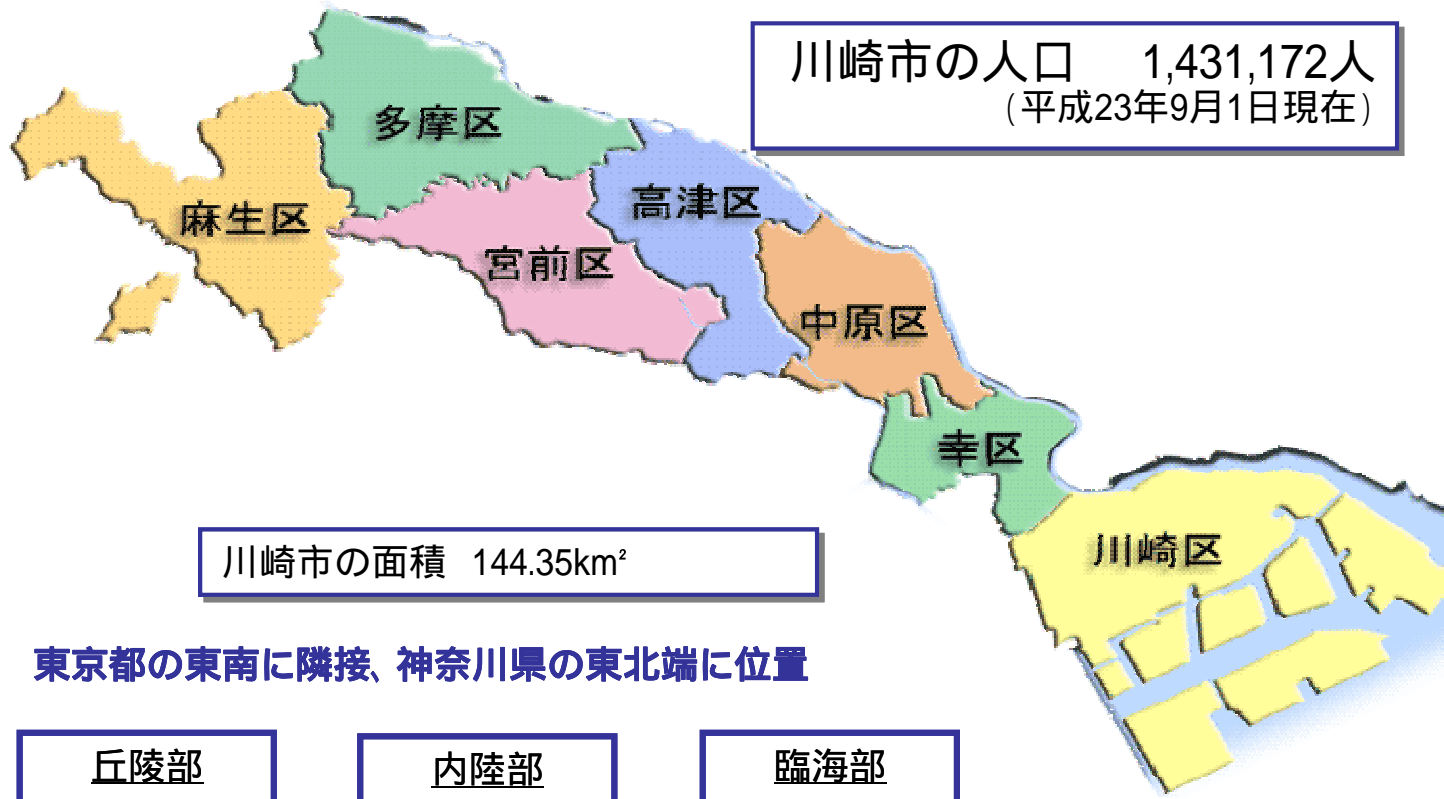 川崎市の人口 1,431,172人
(平成23年9月1日現在)
多摩区
麻生区
高津区
宮前区
中原区
幸区
川崎区
川崎市の面積 144.35km²
東京都の東南に隣接、神奈川県の東北端に位置
丘陵部
内陸部
臨海部